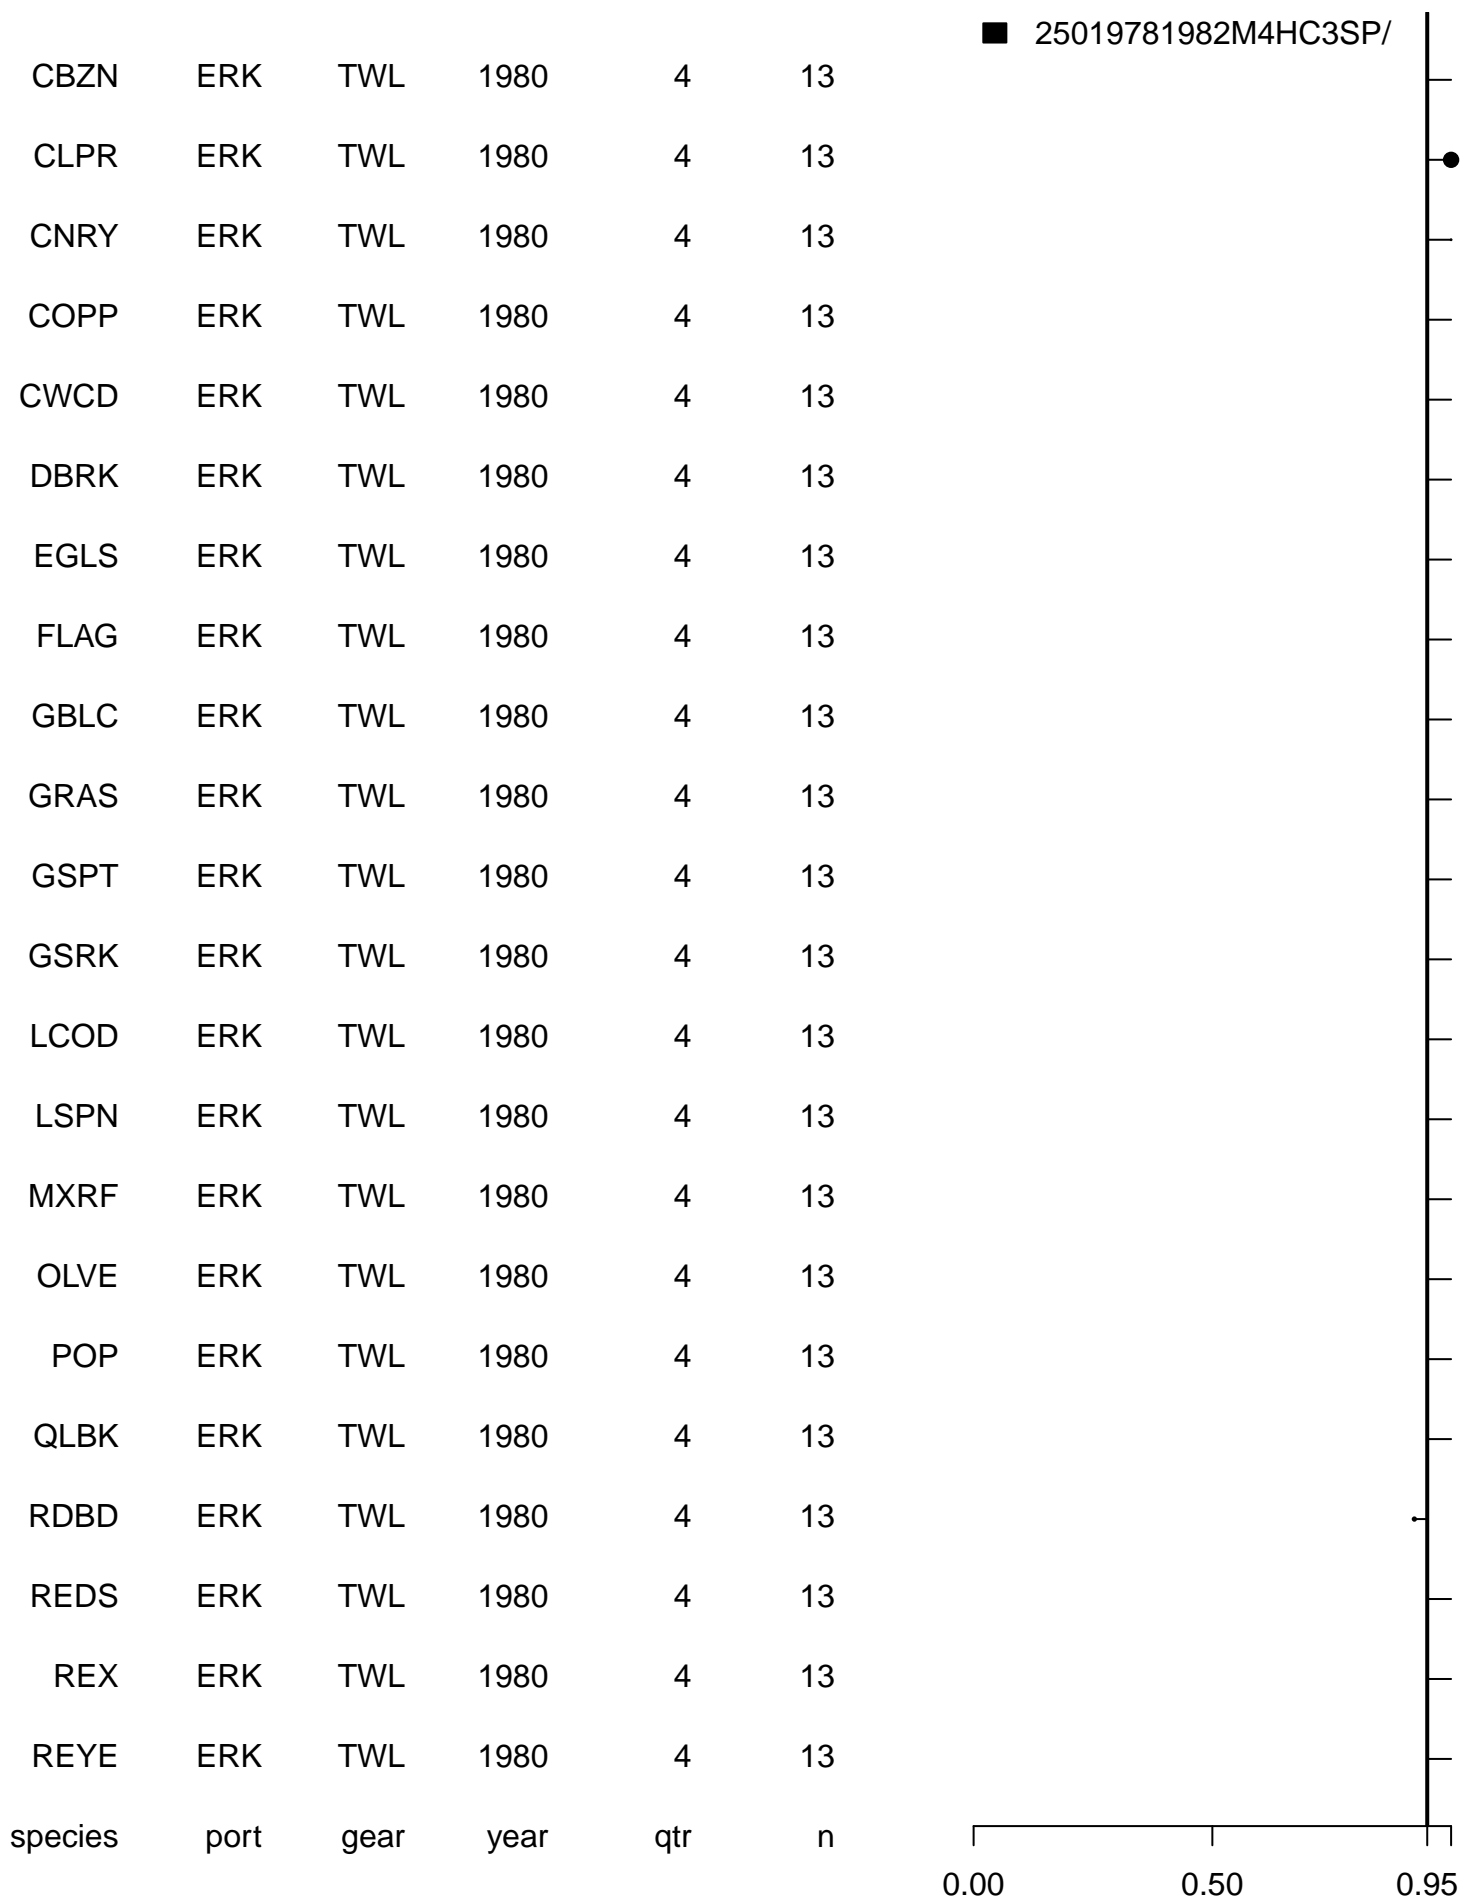 25019781982M4HC3SP/
CBZN ERK TWL 1980 4 13
CLPR ERK TWL 1980 4 13
CNRY ERK TWL 1980 4 13
COPP ERK TWL 1980 4 13
CWCD ERK TWL 1980 4 13
DBRK ERK TWL 1980 4 13
EGLS ERK TWL 1980 4 13
FLAG ERK TWL 1980 4 13
GBLC ERK TWL 1980 4 13
GRAS ERK TWL 1980 4 13
GSPT ERK TWL 1980 4 13
GSRK ERK TWL 1980 4 13
LCOD ERK TWL 1980 4 13
LSPN ERK TWL 1980 4 13
MXRF ERK TWL 1980 4 13
OLVE ERK TWL 1980 4 13
POP ERK TWL 1980 4 13
QLBK ERK TWL 1980 4 13
RDBD ERK TWL 1980 4 13
REDS ERK TWL 1980 4 13
REX ERK TWL 1980 4 13
REYE ERK TWL 1980 4 13
species port gear year qtr n
0.00 0.50 0.95